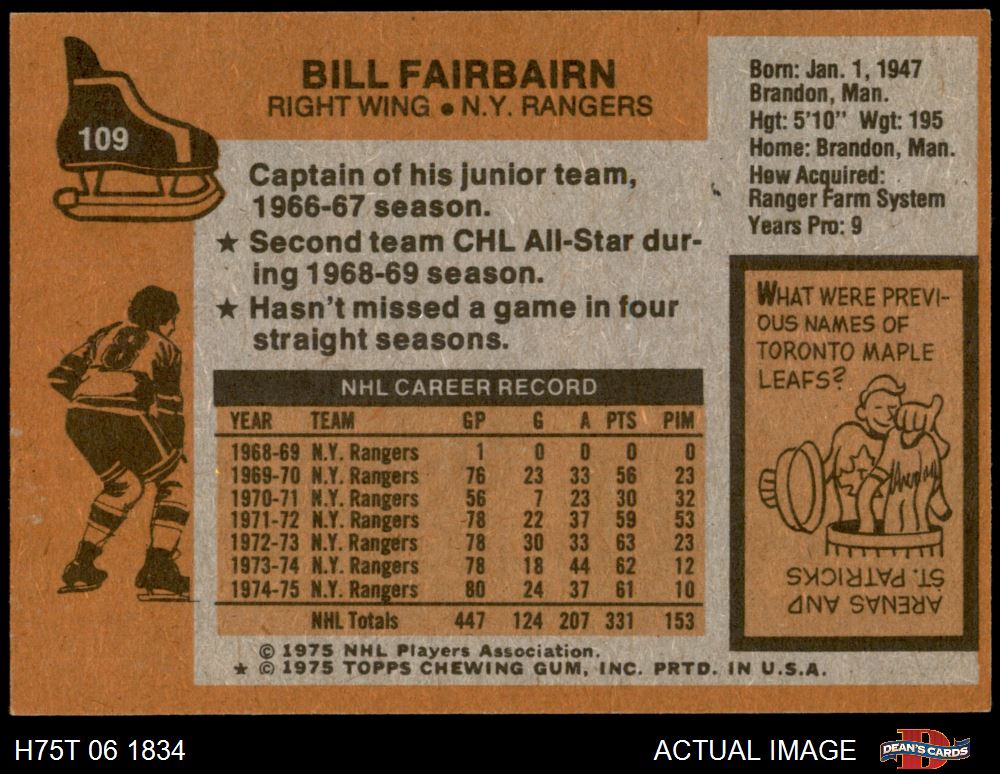 BILL FAIRBAIRN
RIGHT WING ● N.Y. RANGERS
109
8
Captain of his junior team,
1966-67 season.
★ Second team CHL All-Star dur-
ing 1968-69 season.
★ Hasn't missed a game in four
straight seasons.
Born: Jan. 1, 1947
Brandon, Man.
Hgt: 5'10" Wgt: 195
Home: Brandon, Man.
How Acquired:
Ranger Farm System
Years Pro: 9
NHL CAREER RECORD
YEAR TEAM GP G A PTS PIM
1968-69 N.Y. Rangers 1 0 0 0 0
1969-70 N.Y. Rangers 76 23 33 56 23
1970-71 N.Y. Rangers 56 7 23 30 32
1971-72 N.Y. Rangers 78 22 37 59 53
1972-73 N.Y. Rangers 78 30 33 63 23
1973-74 N.Y. Rangers 78 18 44 62 12
1974-75 N.Y. Rangers 80 24 37 61 10
NHL Totals 447 124 207 331 153
WHAT WERE PREVI-
OUS NAMES OF
TORONTO MAPLE
LEAFS?
ARENAS AND
ST. PATRICKS
© 1975 NHL Players Association.
★ © 1975 TOPPS CHEWING GUM, INC. PRTD. IN U.S.A.
H75T 06 1834
ACTUAL IMAGE
DEAN'S CARDS